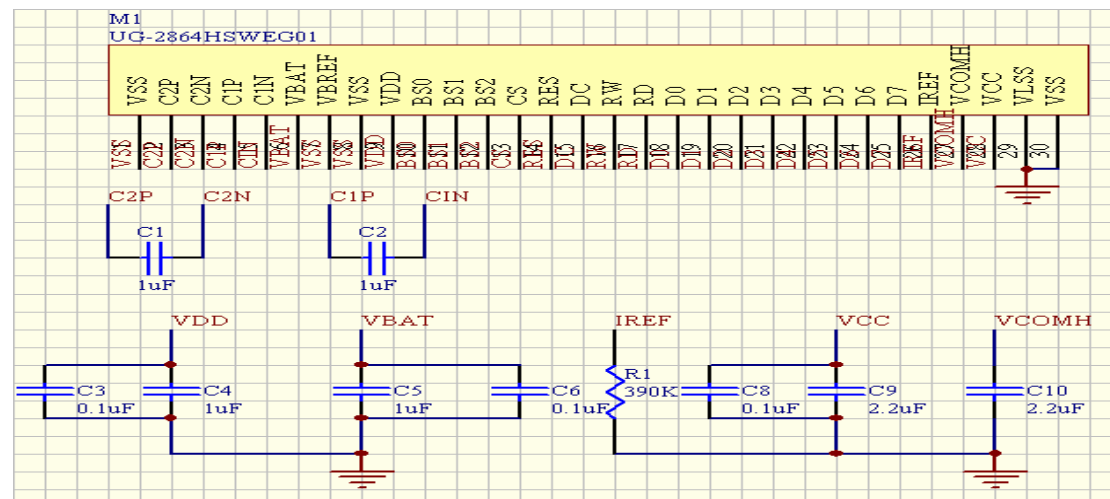 M1
UG-2864HSWEG01
VSS C2P C2N C1P C1N VBAT VBREF VSS VDD BS0 BS1 BS2 CS RES DC RW RD D0 D1 D2 D3 D4 D5 D6 D7 IREF VCOMH VCC VLSS VSS
29 30
C2P C2N C1P CIN
C1 C2
1uF 1uF
VDD VBAT IREF VCC VCOMH
R1
C3 C4 C5 C6 390K C8 C9 C10
0.1uF 1uF 1uF 0.1uF 0.1uF 2.2uF 2.2uF